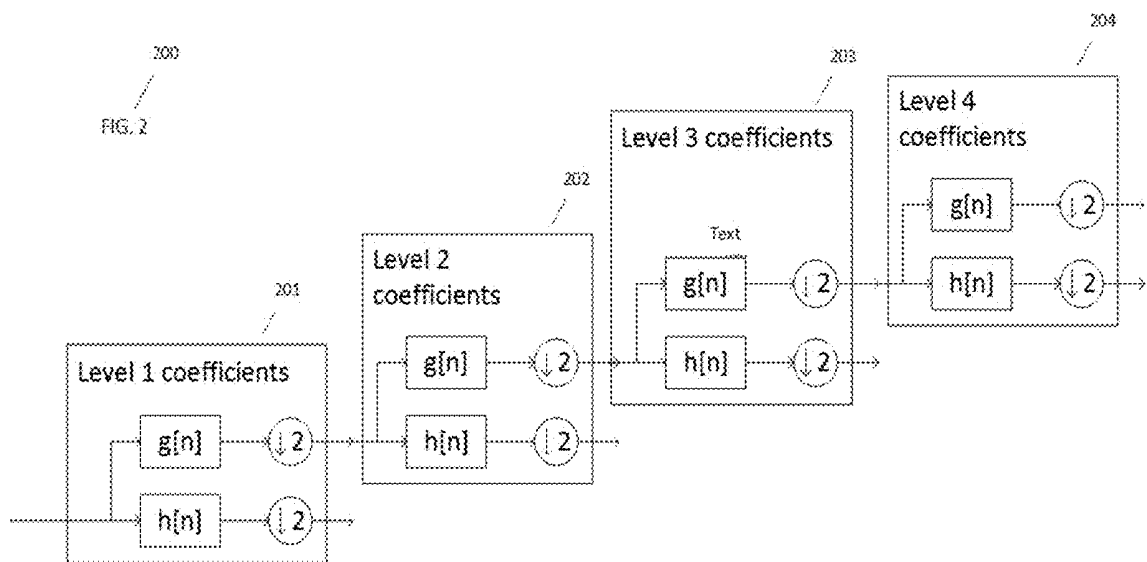 200
FIG. 2
201
Level 1 coefficients
g[n]
↓ 2
h[n]
↓ 2
202
Level 2
coefficients
g[n]
↓ 2
h[n]
↓ 2
203
Level 3 coefficients
Text
g[n]
↓ 2
h[n]
↓ 2
204
Level 4
coefficients
g[n]
↓ 2
h[n]
↓ 2